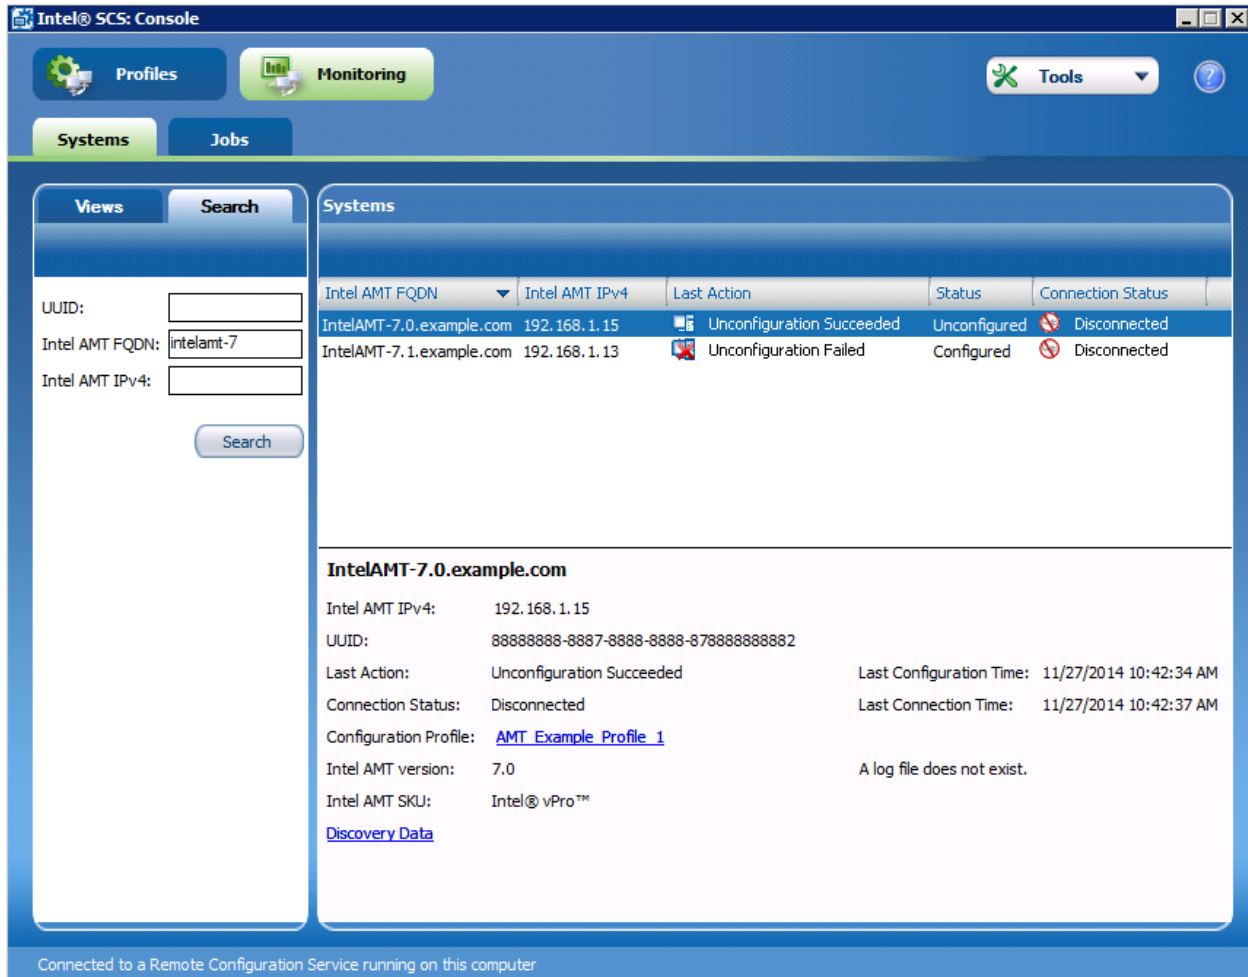 Intel® SCS: Console
Profiles
Monitoring
Tools
?
Systems
Jobs
Views
Search
UUID:
Intel AMT FQDN: intelamt-7
Intel AMT IPv4:
Search
Systems
Intel AMT FQDN Intel AMT IPv4 Last Action Status Connection Status
IntelAMT-7.0.example.com 192.168.1.15 Unconfiguration Succeeded Unconfigured Disconnected
IntelAMT-7.1.example.com 192.168.1.13 Unconfiguration Failed Configured Disconnected
IntelAMT-7.0.example.com
Intel AMT IPv4: 192.168.1.15
UUID: 88888888-8887-8888-8888-878888888882
Last Action: Unconfiguration Succeeded Last Configuration Time: 11/27/2014 10:42:34 AM
Connection Status: Disconnected Last Connection Time: 11/27/2014 10:42:37 AM
Configuration Profile: AMT_Example_Profile_1
Intel AMT version: 7.0 A log file does not exist.
Intel AMT SKU: Intel® vPro™
Discovery Data
Connected to a Remote Configuration Service running on this computer